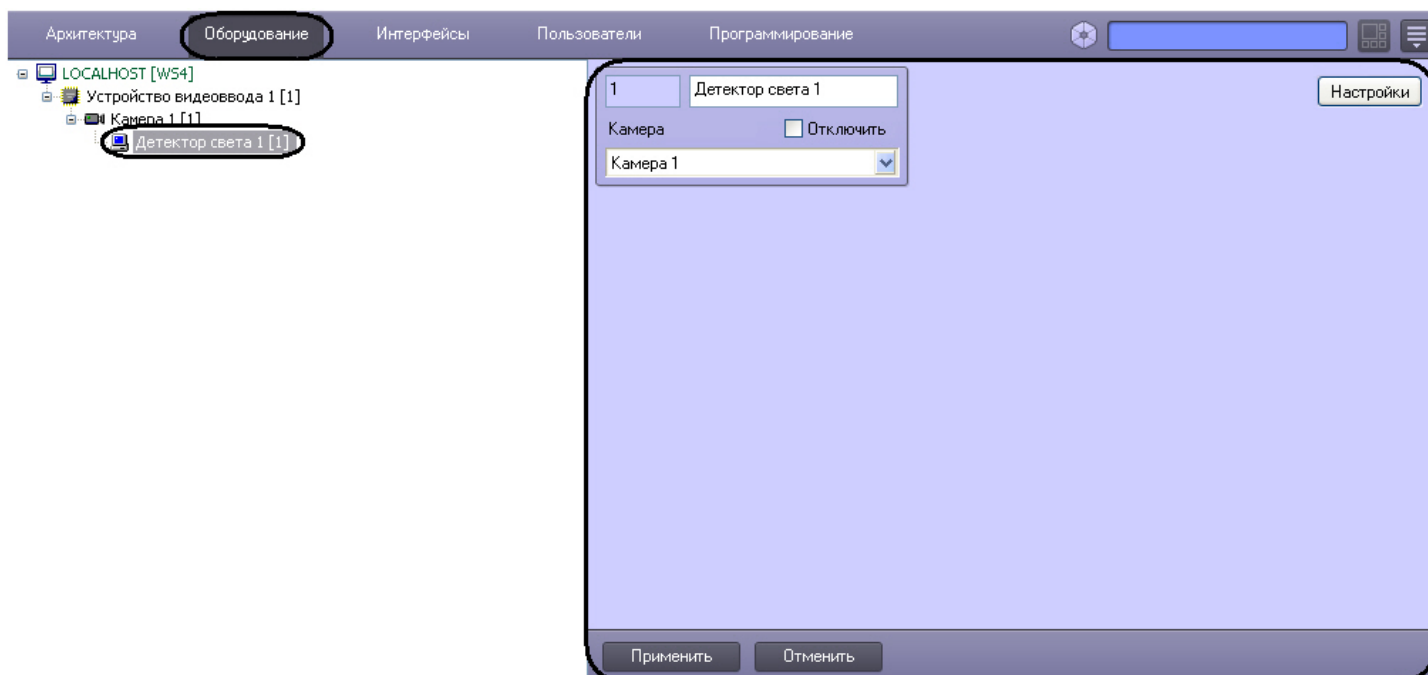 Архитектура Оборудование Интерфейсы Пользователи Программирование
LOCALHOST [WS4]
Устройство видеоввода 1 [1]
Камера 1 [1]
Детектор света 1 [1]
1 Детектор света 1
Настройки
Камера Отключить
Камера 1
Применить Отменить